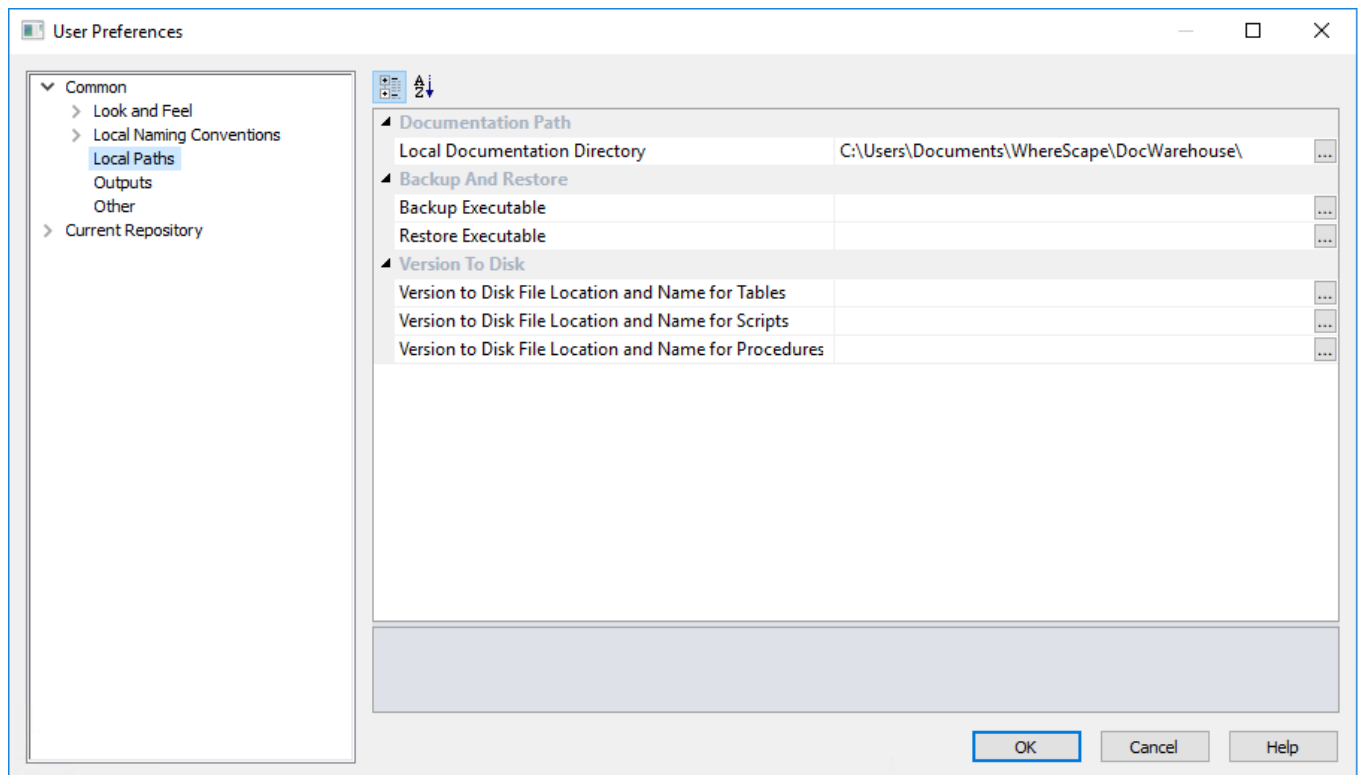 User Preferences
Common
Look and Feel
Local Naming Conventions
Local Paths
Outputs
Other
Current Repository
Documentation Path
Local Documentation Directory C:\Users\Documents\WhereScape\DocWarehouse\ ...
Backup And Restore
Backup Executable ...
Restore Executable ...
Version To Disk
Version to Disk File Location and Name for Tables ...
Version to Disk File Location and Name for Scripts ...
Version to Disk File Location and Name for Procedures ...
OK Cancel Help